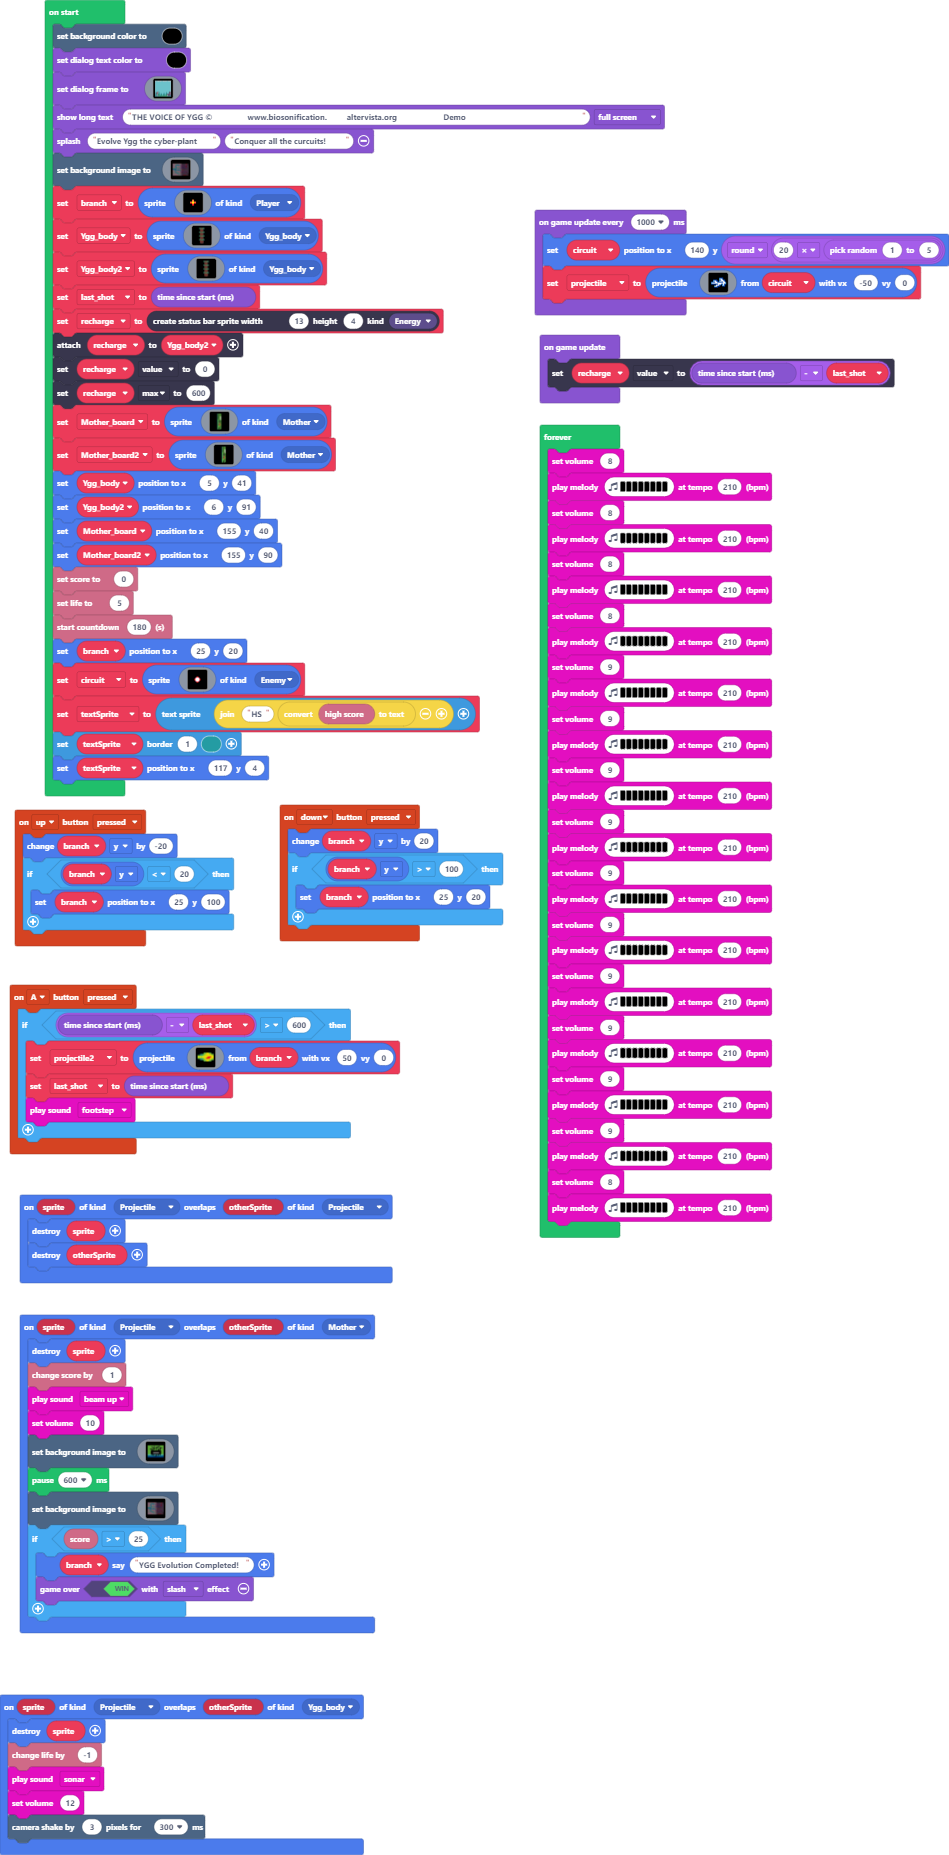 on start
set background color to
set dialog text color to
set dialog frame to
show long text "THE VOICE OF YGG © www.biosonification. altervista.org Demo " full screen
splash "Evolve Ygg the cyber-plant " "Conquer all the curcuits! "
set background image to
set branch to sprite of kind Player
set Ygg_body to sprite of kind Ygg_body
set Ygg_body2 to sprite of kind Ygg_body
set last_shot to time since start (ms)
set recharge to create status bar sprite width 13 height 4 kind Energy
attach recharge to Ygg_body2
set recharge value to 0
set recharge max to 600
set Mother_board to sprite of kind Mother
set Mother_board2 to sprite of kind Mother
set Ygg_body position to x 5 y 41
set Ygg_body2 position to x 6 y 91
set Mother_board position to x 155 y 40
set Mother_board2 position to x 155 y 90
set score to 0
set life to 5
start countdown 180 (s)
set branch position to x 25 y 20
set circuit to sprite of kind Enemy
set textSprite to text sprite join "HS " convert high score to text
set textSprite border 1
set textSprite position to x 117 y 4
on up button pressed
change branch y by -20
if branch y < 20 then
set branch position to x 25 y 100
on down button pressed
change branch y by 20
if branch y > 100 then
set branch position to x 25 y 20
on A button pressed
if time since start (ms) - last_shot > 600 then
set projectile2 to projectile from branch with vx 50 vy 0
set last_shot to time since start (ms)
play sound footstep
on sprite of kind Projectile overlaps otherSprite of kind Projectile
destroy sprite
destroy otherSprite
on sprite of kind Projectile overlaps otherSprite of kind Mother
destroy sprite
change score by 1
play sound beam up
set volume 10
set background image to
pause 600 ms
set background image to
if score > 25 then
branch say "YGG Evolution Completed! "
game over WIN with slash effect
on sprite of kind Projectile overlaps otherSprite of kind Ygg_body
destroy sprite
change life by -1
play sound sonar
set volume 12
camera shake by 3 pixels for 300 ms
on game update every 1000 ms
set circuit position to x 140 y round 20 × pick random 1 to 5
set projectile to projectile from circuit with vx -50 vy 0
on game update
set recharge value to time since start (ms) - last_shot
forever
set volume 8
play melody at tempo 210 (bpm)
set volume 8
play melody at tempo 210 (bpm)
set volume 8
play melody at tempo 210 (bpm)
set volume 8
play melody at tempo 210 (bpm)
set volume 9
play melody at tempo 210 (bpm)
set volume 9
play melody at tempo 210 (bpm)
set volume 9
play melody at tempo 210 (bpm)
set volume 9
play melody at tempo 210 (bpm)
set volume 9
play melody at tempo 210 (bpm)
set volume 9
play melody at tempo 210 (bpm)
set volume 9
play melody at tempo 210 (bpm)
set volume 9
play melody at tempo 210 (bpm)
set volume 9
play melody at tempo 210 (bpm)
set volume 9
play melody at tempo 210 (bpm)
set volume 8
play melody at tempo 210 (bpm)